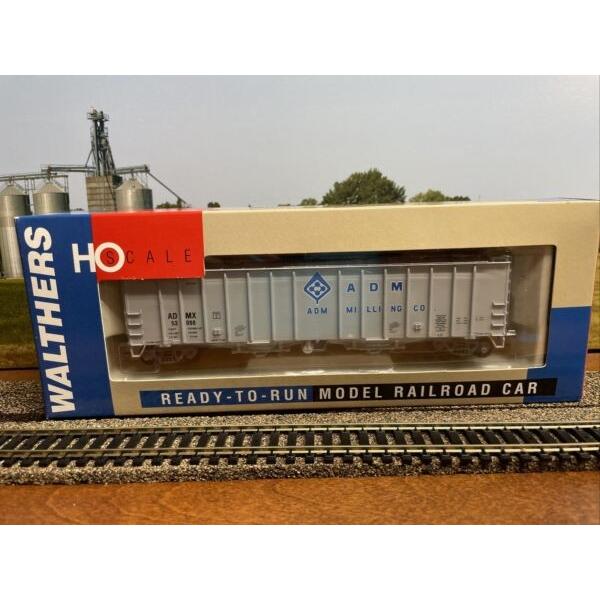 WALTHERS
HO SCALE
ADM
ADM MILLING CO
ADMX
READY-TO-RUN MODEL RAILROAD CAR